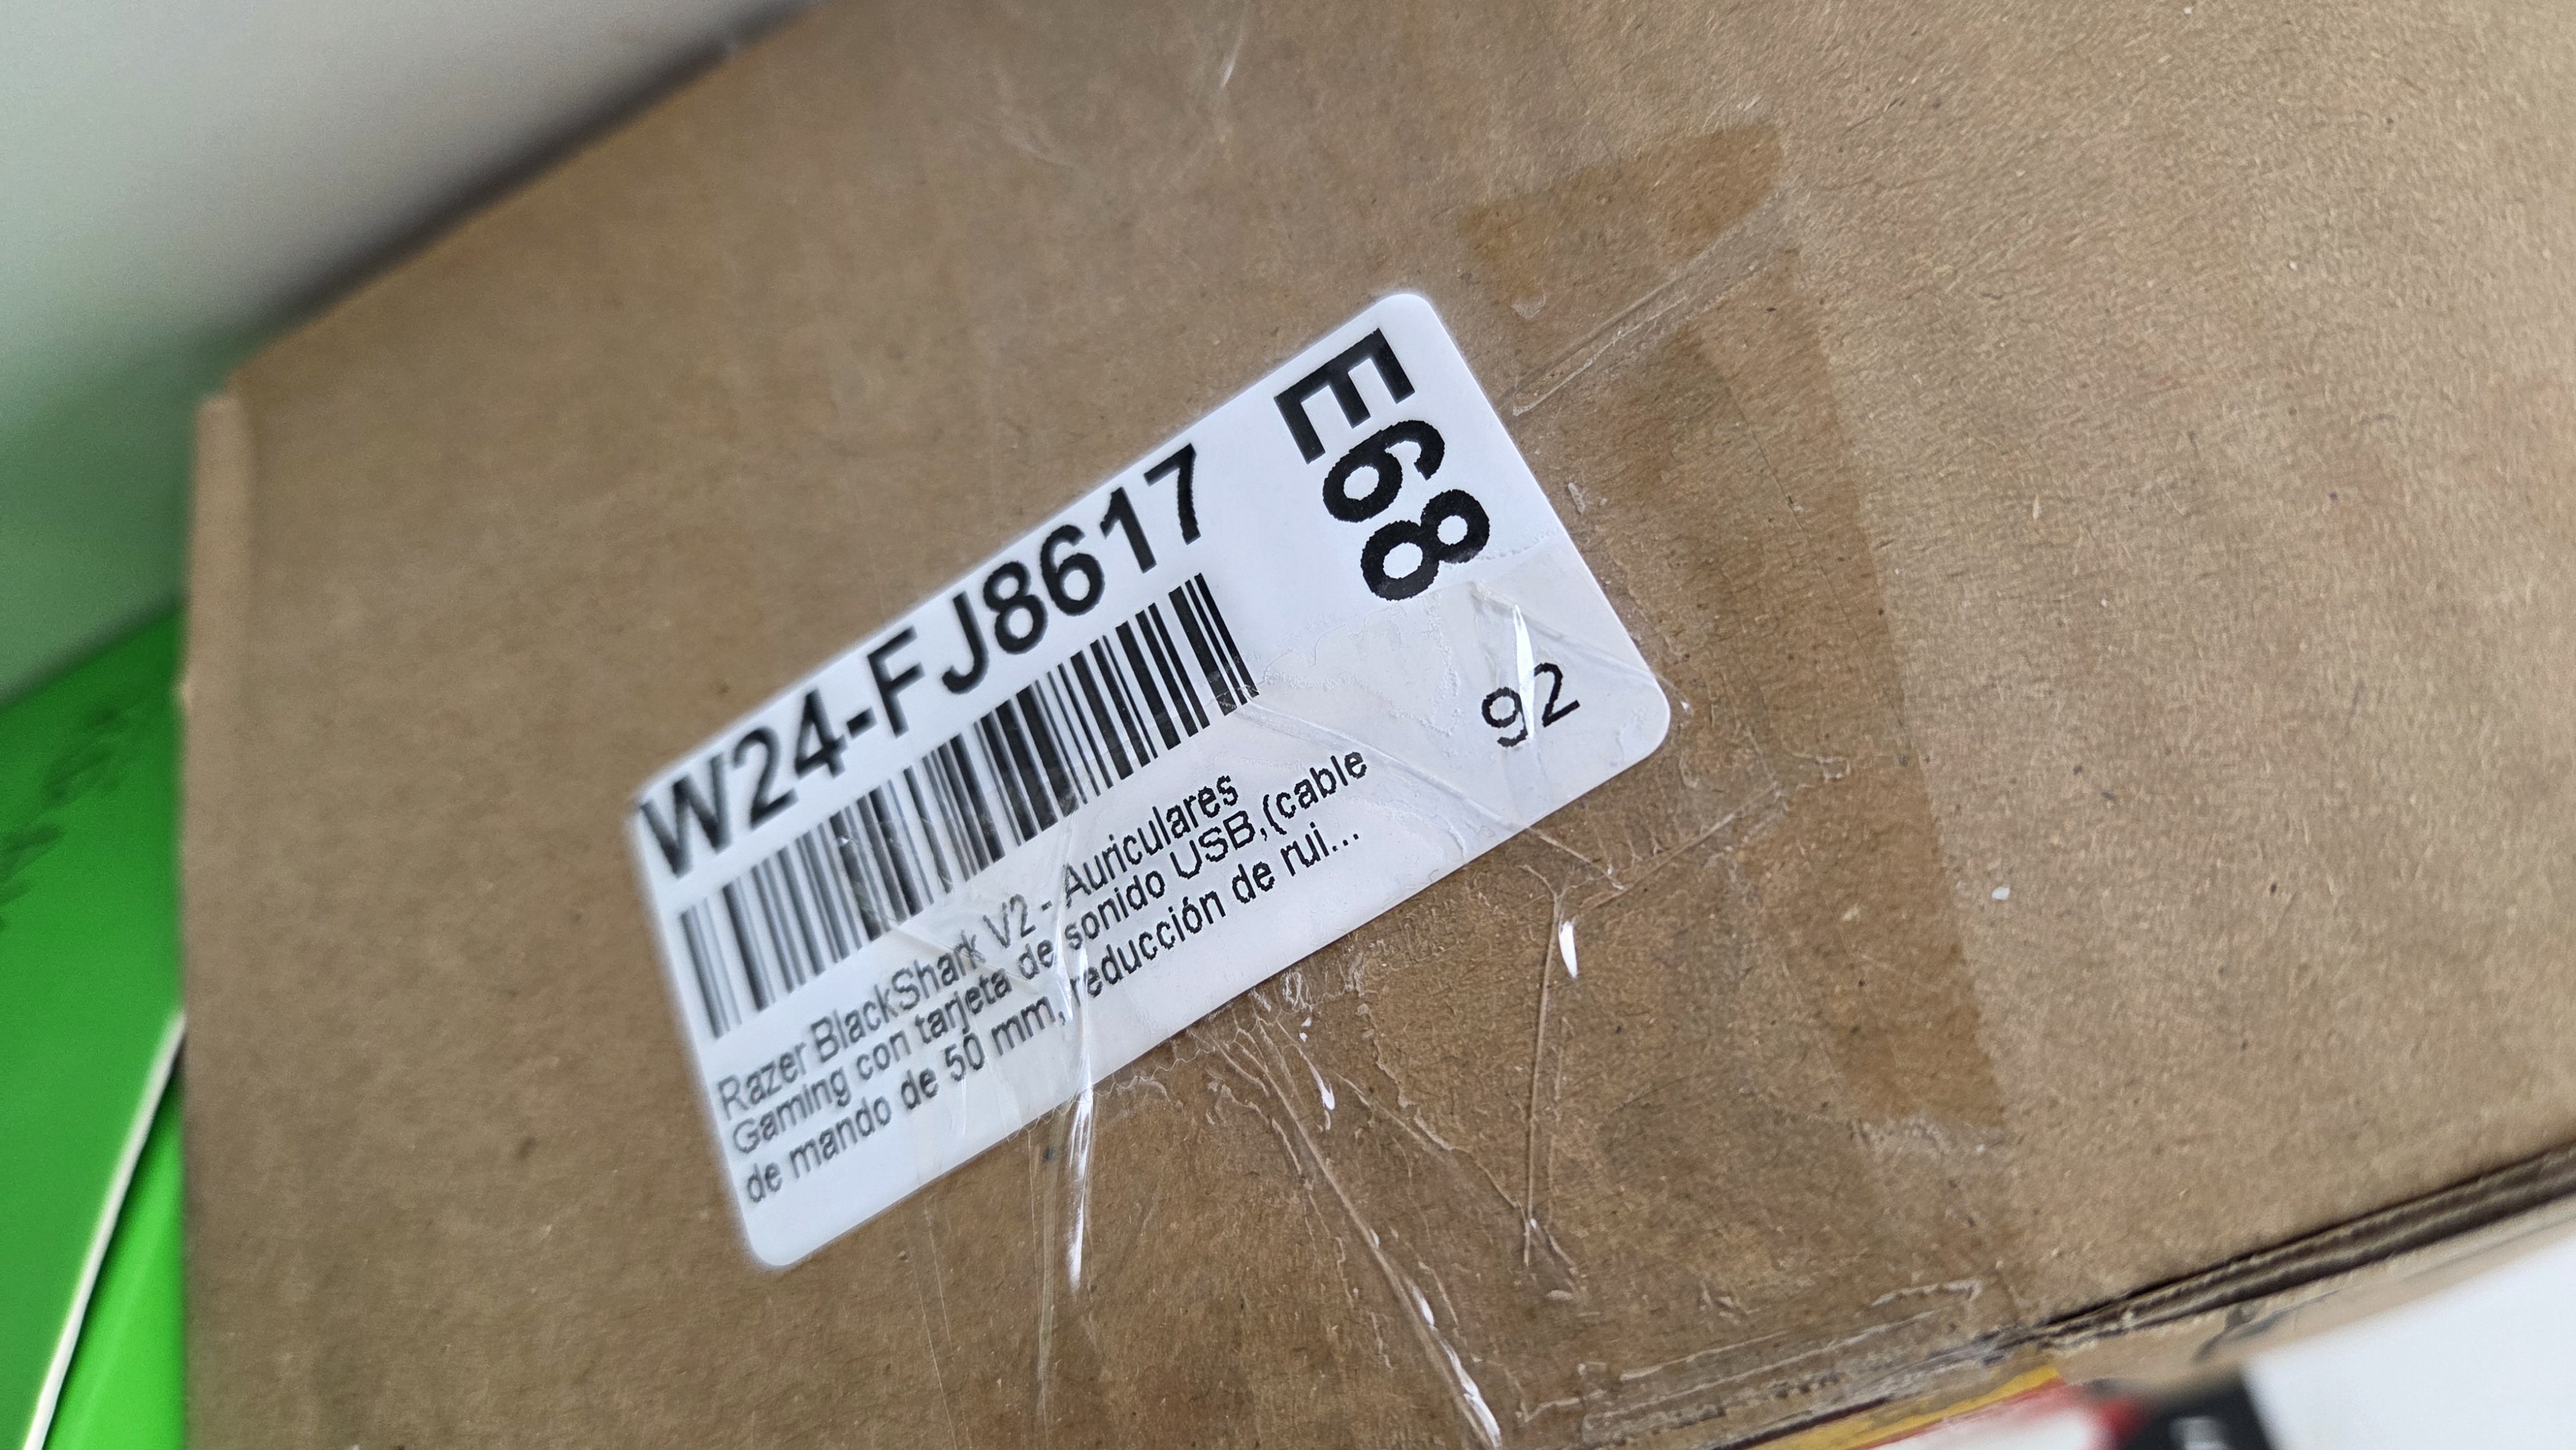 W24-FJ8617
E68
92
Razer BlackShark V2 - Auriculares
Gaming con tarjeta de sonido USB,(cable
de mando de 50 mm, reducción de rui...